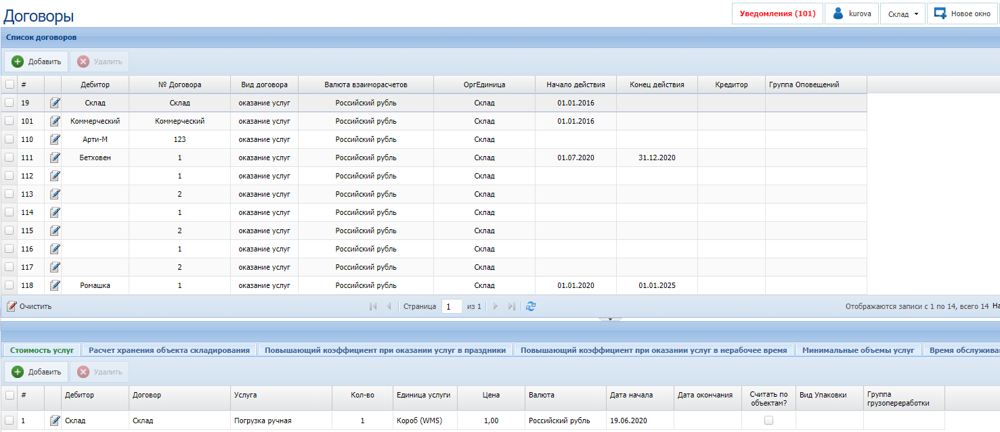 Договоры
Уведомления (101) kurova Склад Новое окно
Список договоров
Добавить Удалить
# Дебитор № Договора Вид договора Валюта взаиморасчетов ОргЕдиница Начало действия Конец действия Кредитор Группа Оповещений
19 Склад Склад оказание услуг Российский рубль Склад 01.01.2016
101 Коммерческий Коммерческий оказание услуг Российский рубль Склад 01.01.2016
110 Арти-М 123 оказание услуг Российский рубль Склад
111 Бетховен 1 оказание услуг Российский рубль Склад 01.07.2020 31.12.2020
112 1 оказание услуг Российский рубль Склад
113 2 оказание услуг Российский рубль Склад
114 1 оказание услуг Российский рубль Склад
115 2 оказание услуг Российский рубль Склад
116 1 оказание услуг Российский рубль Склад
117 2 оказание услуг Российский рубль Склад
118 Ромашка 1 оказание услуг Российский рубль Склад 01.01.2020 01.01.2025
Очистить Страница 1 из 1 Отображаются записи с 1 по 14, всего 14 На
Стоимость услуг Расчет хранения объекта складирования Повышающий коэффициент при оказании услуг в праздники Повышающий коэффициент при оказании услуг в нерабочее время Минимальные объемы услуг Время обслужива
Добавить Удалить
# Дебитор Договор Услуга Кол-во Единица услуги Цена Валюта Дата начала Дата окончания Считать по объектам? Вид Упаковки Группа грузопереработки
1 Склад Склад Погрузка ручная 1 Короб (WMS) 1,00 Российский рубль 19.06.2020